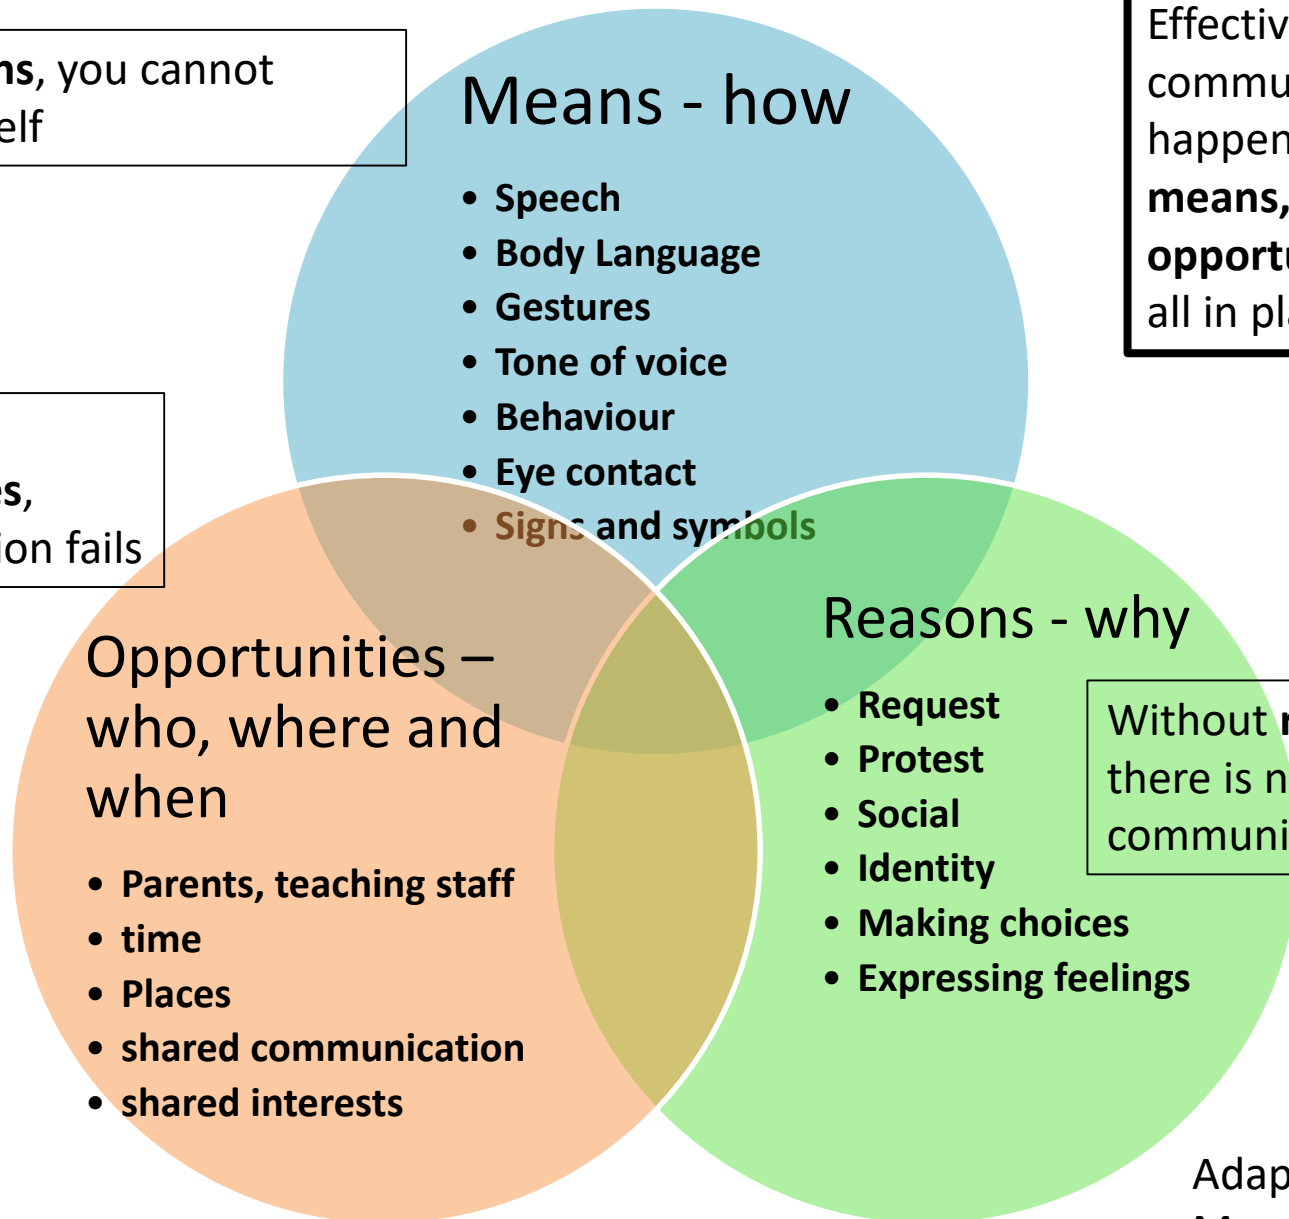 ns, you cannot
elf
Means - how
• Speech
• Body Language
• Gestures
• Tone of voice
• Behaviour
• Eye contact
• Signs and symbols
Effectiv
commu
happen
means,
opportu
all in pla
es,
ion fails
Opportunities –
who, where and
when
• Parents, teaching staff
• time
• Places
• shared communication
• shared interests
Reasons - why
• Request
• Protest
• Social
• Identity
• Making choices
• Expressing feelings
Without
there is n
communi
Adap